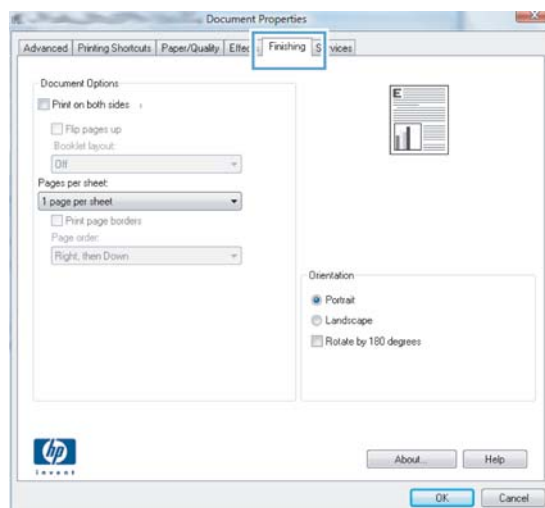 Document Properties
Advanced Printing Shortcuts Paper/Quality Finishing
Document Options
Print on both sides
Flip pages up
Booklet layout:
Off
Pages per sheet:
1 page per sheet
Print page borders
Page order:
Right, then Down
E
Orientation
Portrait
Landscape
Rotate by 180 degrees
hp
invent
About... Help
OK Cancel